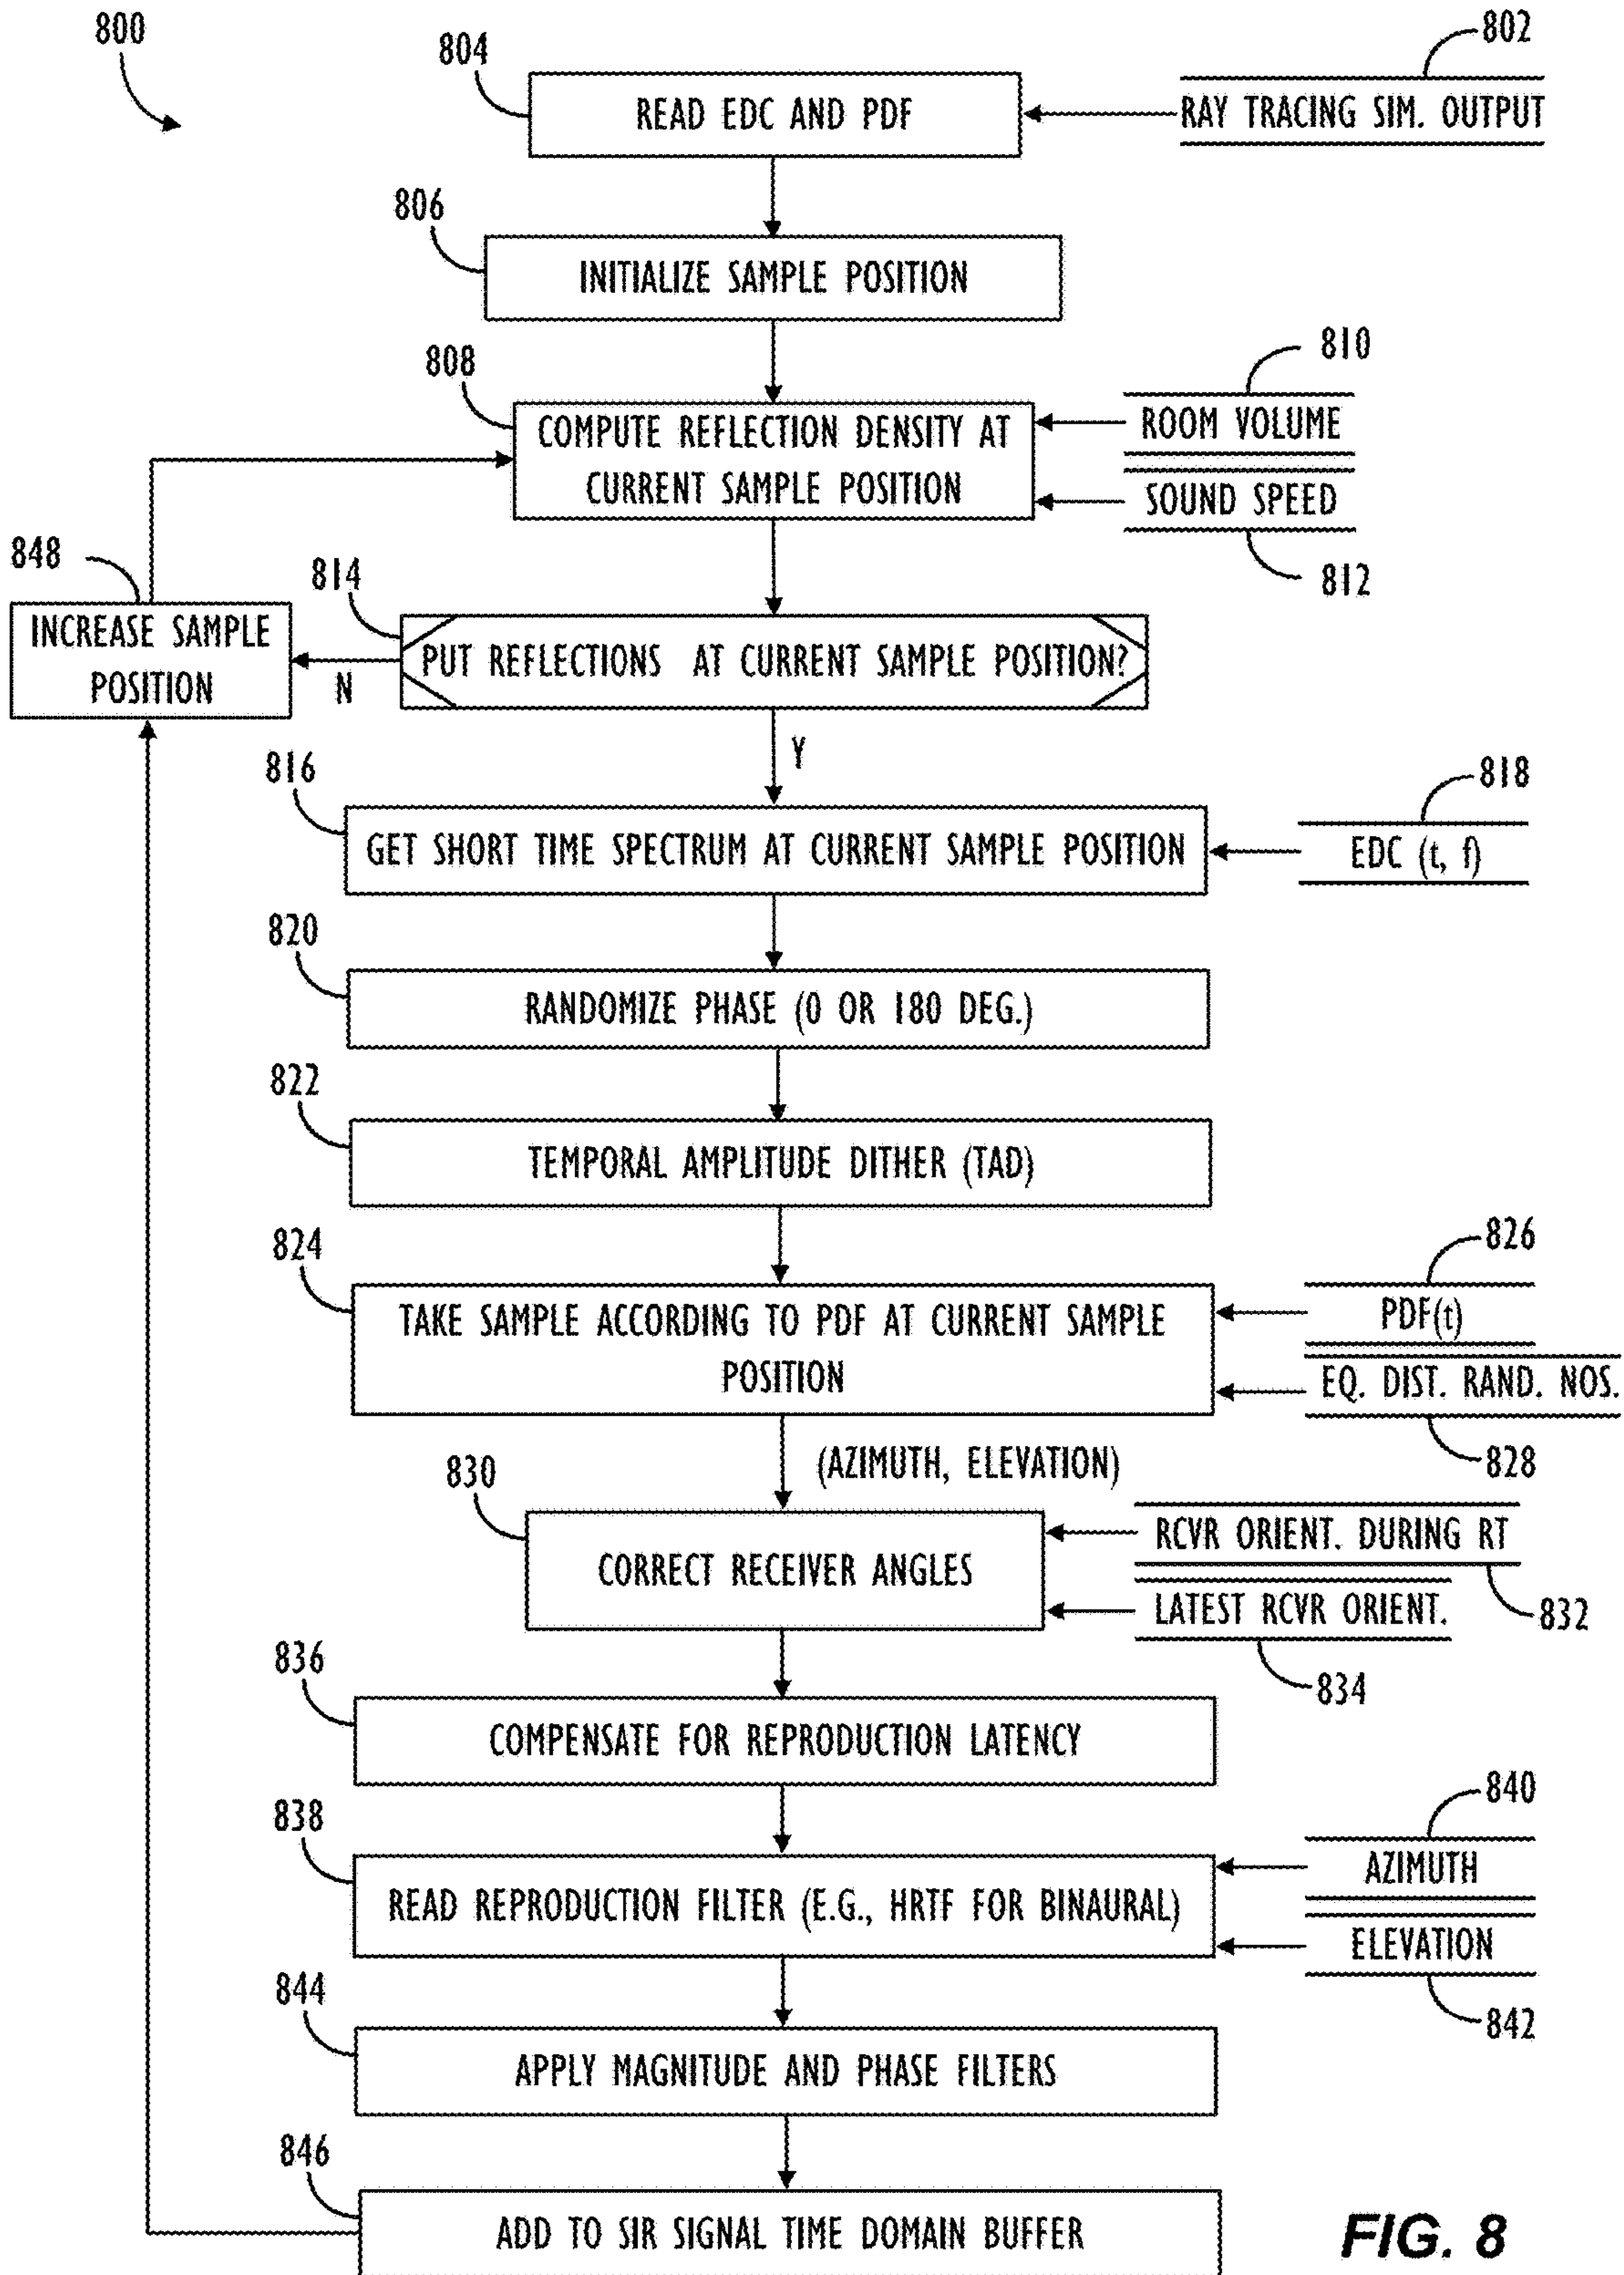 800
802
804
READ EDC AND PDF
RAY TRACING SIM. OUTPUT
806
INITIALIZE SAMPLE POSITION
808
810
COMPUTE REFLECTION DENSITY AT
CURRENT SAMPLE POSITION
ROOM VOLUME
SOUND SPEED
812
848
INCREASE SAMPLE
POSITION
814
PUT REFLECTIONS AT CURRENT SAMPLE POSITION?
N
Y
816
818
GET SHORT TIME SPECTRUM AT CURRENT SAMPLE POSITION
EDC (t, f)
820
RANDOMIZE PHASE (0 OR 180 DEG.)
822
TEMPORAL AMPLITUDE DITHER (TAD)
824
826
TAKE SAMPLE ACCORDING TO PDF AT CURRENT SAMPLE
POSITION
PDF(t)
EQ. DIST. RAND. NOS.
828
(AZIMUTH, ELEVATION)
830
CORRECT RECEIVER ANGLES
RCVR ORIENT. DURING RT
832
LATEST RCVR ORIENT.
834
836
COMPENSATE FOR REPRODUCTION LATENCY
838
840
READ REPRODUCTION FILTER (E.G., HRTF FOR BINAURAL)
AZIMUTH
ELEVATION
842
844
APPLY MAGNITUDE AND PHASE FILTERS
846
ADD TO SIR SIGNAL TIME DOMAIN BUFFER
FIG. 8